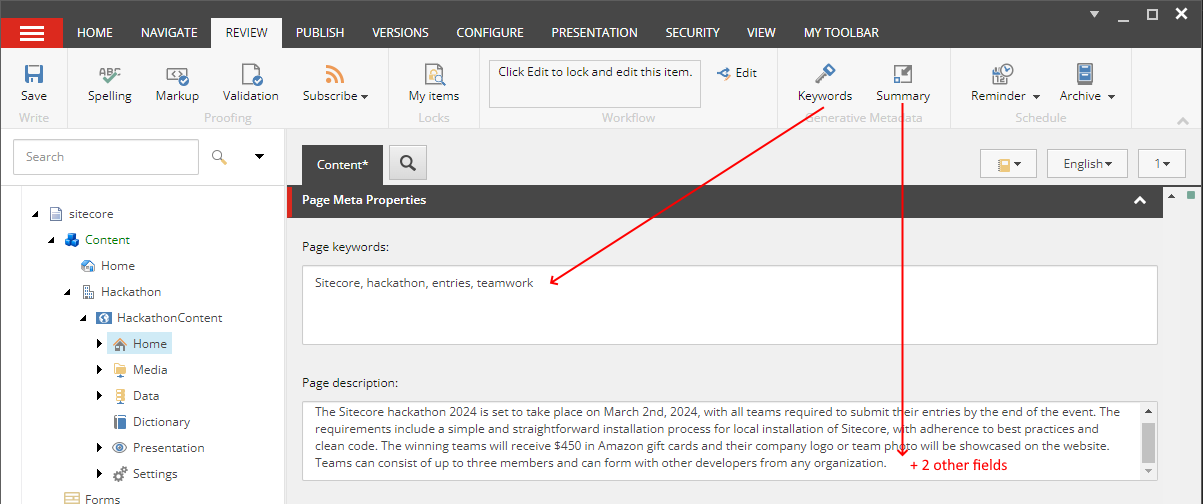 HOME NAVIGATE REVIEW PUBLISH VERSIONS CONFIGURE PRESENTATION SECURITY VIEW MY TOOLBAR
Click Edit to lock and edit this item. Edit
ABC
12
Save Spelling Markup Validation Subscribe My items Keywords Summary Reminder Archive
Write Proofing Locks Workflow Generative Metadata Schedule
Search
Content* English 1
Page Meta Properties
sitecore
Content
Home
Hackathon
HackathonContent
Home
Media
Data
Dictionary
Presentation
Settings
Forms
Page keywords:
Sitecore, hackathon, entries, teamwork
Page description:
The Sitecore hackathon 2024 is set to take place on March 2nd, 2024, with all teams required to submit their entries by the end of the event. The
requirements include a simple and straightforward installation process for local installation of Sitecore, with adherence to best practices and
clean code. The winning teams will receive $450 in Amazon gift cards and their company logo or team photo will be showcased on the website.
Teams can consist of up to three members and can form with other developers from any organization.
+ 2 other fields